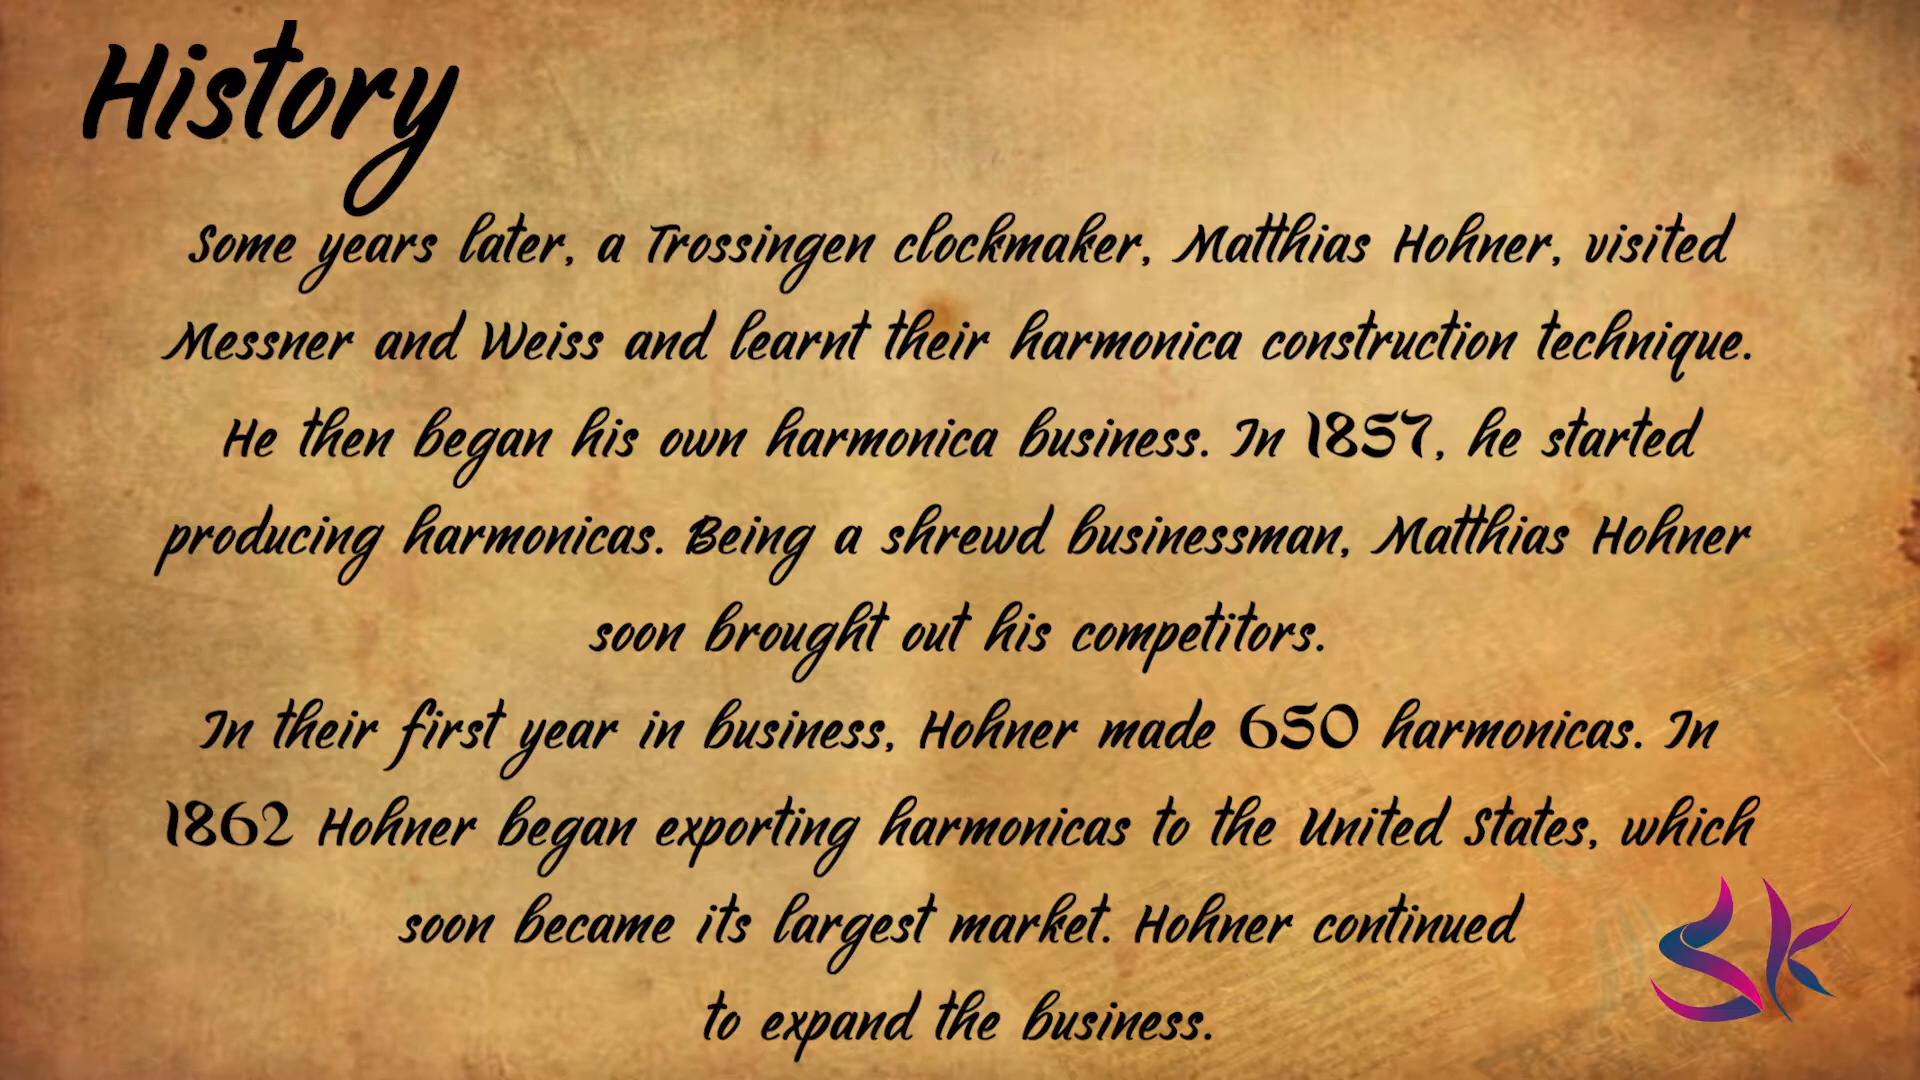 History
Some years later, a Trossingen clockmaker, Matthias Hohner, visited
Messner and Weiss and learnt their harmonica construction technique.
He then began his own harmonica business. In 1857, he started
producing harmonicas. Being a shrewd businessman, Matthias Hohner
soon brought out his competitors.
In their first year in business, Hohner made 650 harmonicas. In
1862 Hohner began exporting harmonicas to the United States, which
soon became its largest market. Hohner continued
to expand the business.
SK